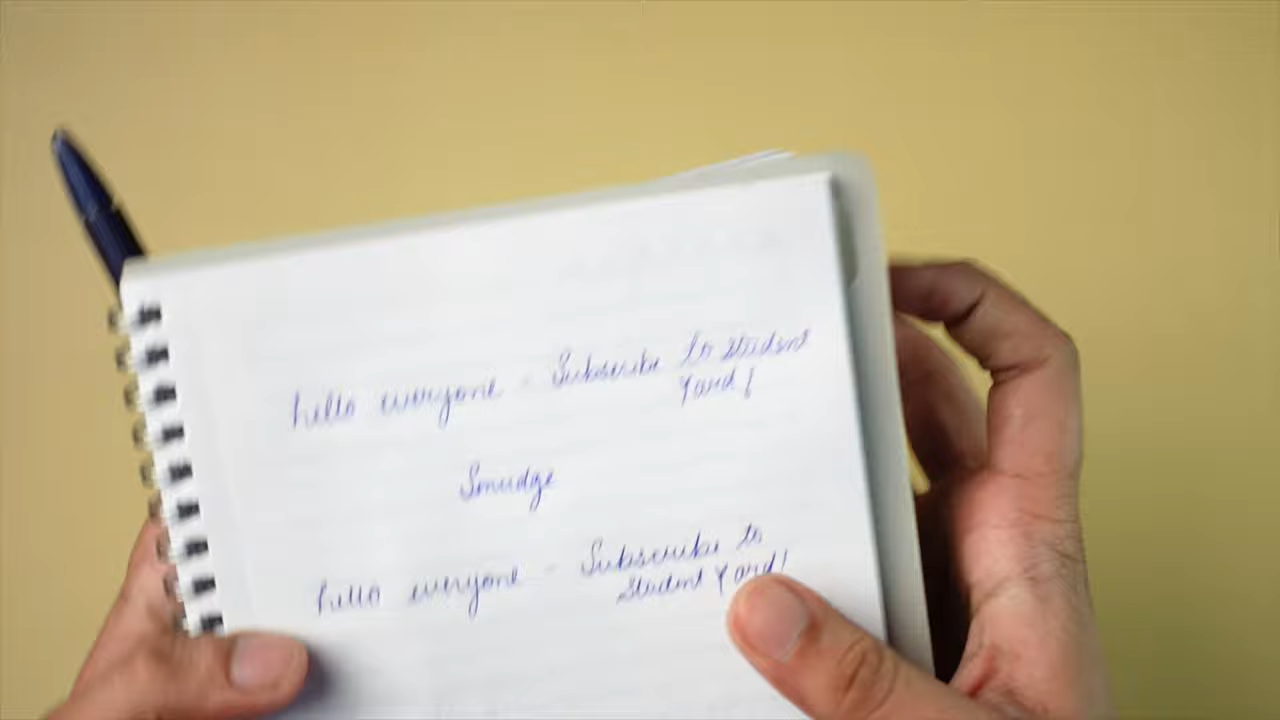 hello everyone - Subscribe to Student
Yard!
Smudge
hello everyone - Subscribe to
Student Yard!